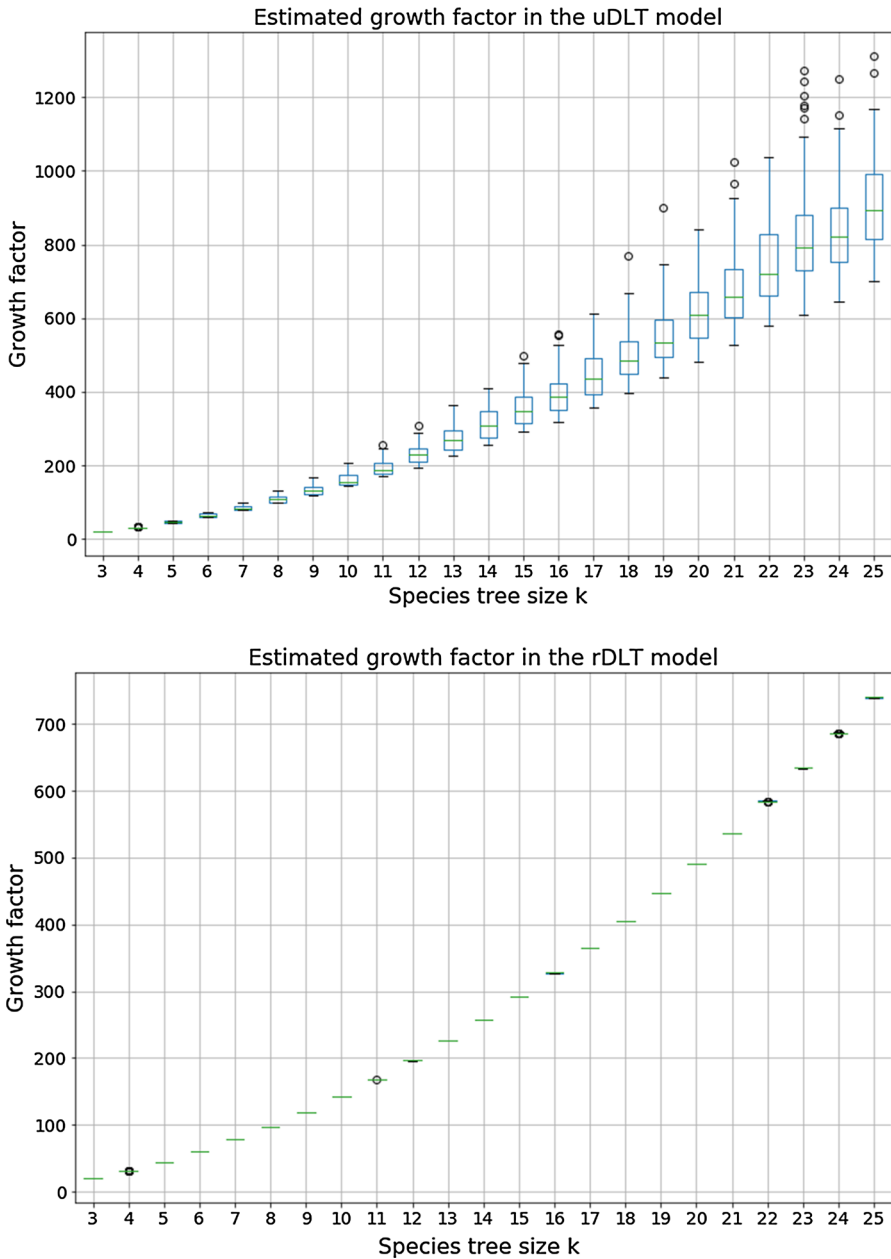 Estimated growth factor in the uDLT model
1200
1000
800
600
400
200
0
Growth factor
3 4 5 6 7 8 9 10 11 12 13 14 15 16 17 18 19 20 21 22 23 24 25
Species tree size k
Estimated growth factor in the rDLT model
700
600
500
400
300
200
100
0
Growth factor
3 4 5 6 7 8 9 10 11 12 13 14 15 16 17 18 19 20 21 22 23 24 25
Species tree size k